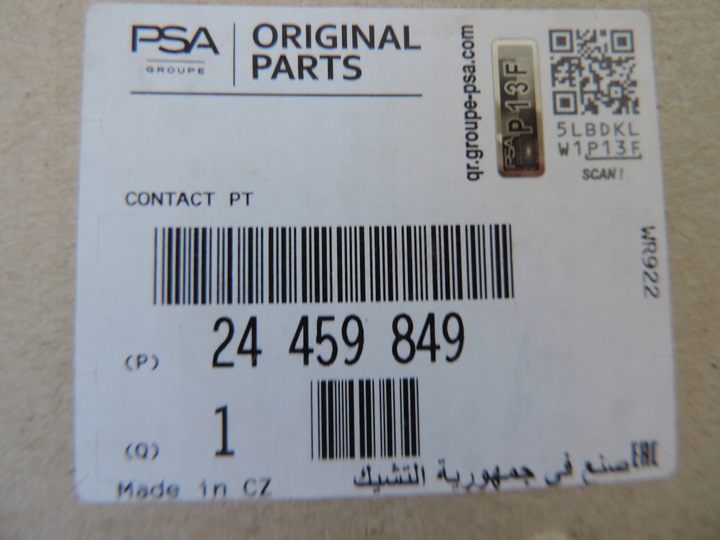 PSA
GROUPE
ORIGINAL
PARTS
qr.groupe-psa.com
PSA P13F
5LBDKL
W1P13F
SCAN!
CONTACT PT
WR922
(P) 24 459 849
(Q) 1
Made in CZ
صنع في جمهورية التشيك
EAC